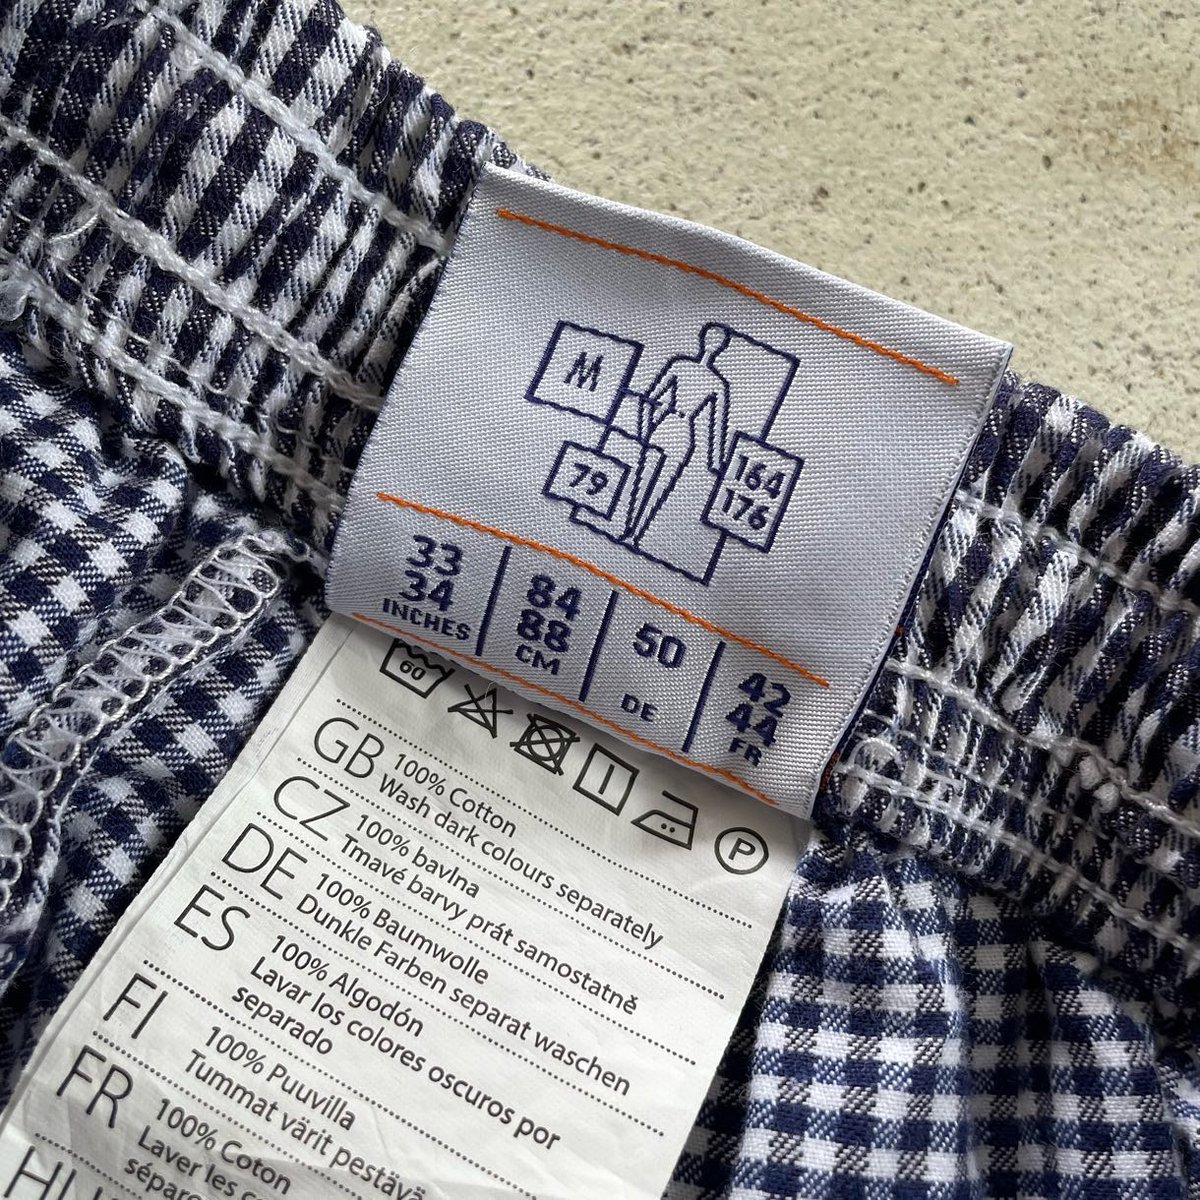 M
79
164
176
33
34
INCHES
84
88
CM
50
DE
42
44
FR
60
P
GB
100% Cotton
Wash dark colours separately
CZ
100% bavlna
Tmavé barvy prát samostatně
DE
100% Baumwolle
Dunkle Farben separat waschen
ES
100% Algodón
Lavar los colores oscuros por
separado
FI
100% Puuvilla
Tummat värit pestävä
FR
100% Coton
Laver les
HU